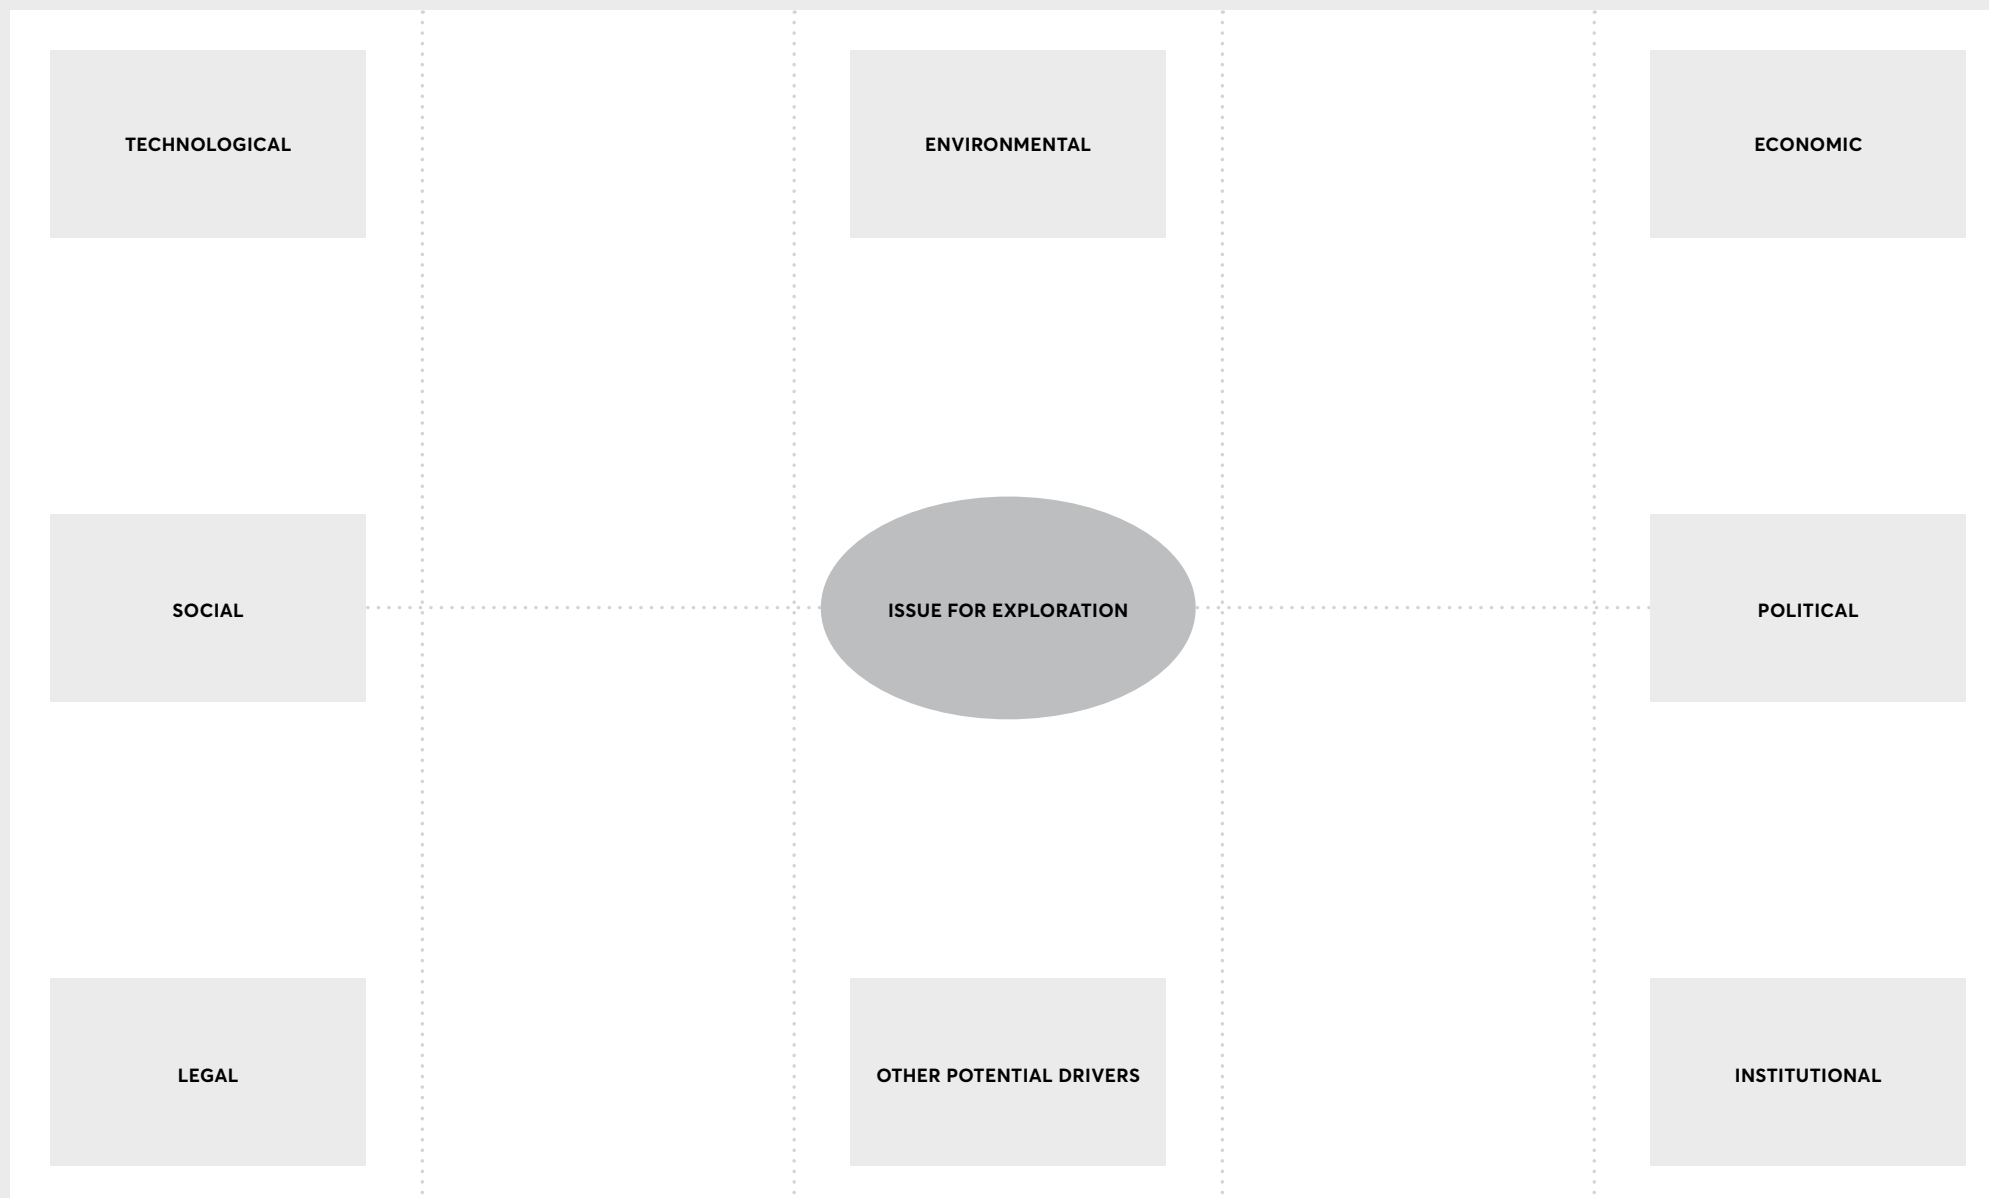 TECHNOLOGICAL
ENVIRONMENTAL
ECONOMIC
SOCIAL
ISSUE FOR EXPLORATION
POLITICAL
LEGAL
OTHER POTENTIAL DRIVERS
INSTITUTIONAL